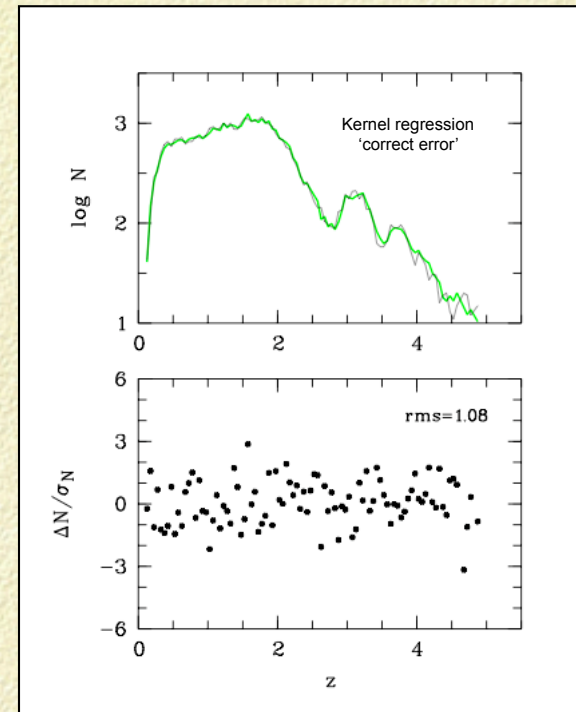 Kernel regression
'correct error'
log N
3
2
1
0
2
4
rms=1.08
ΔN/σ_N
6
3
0
−3
−6
0
2
4
z